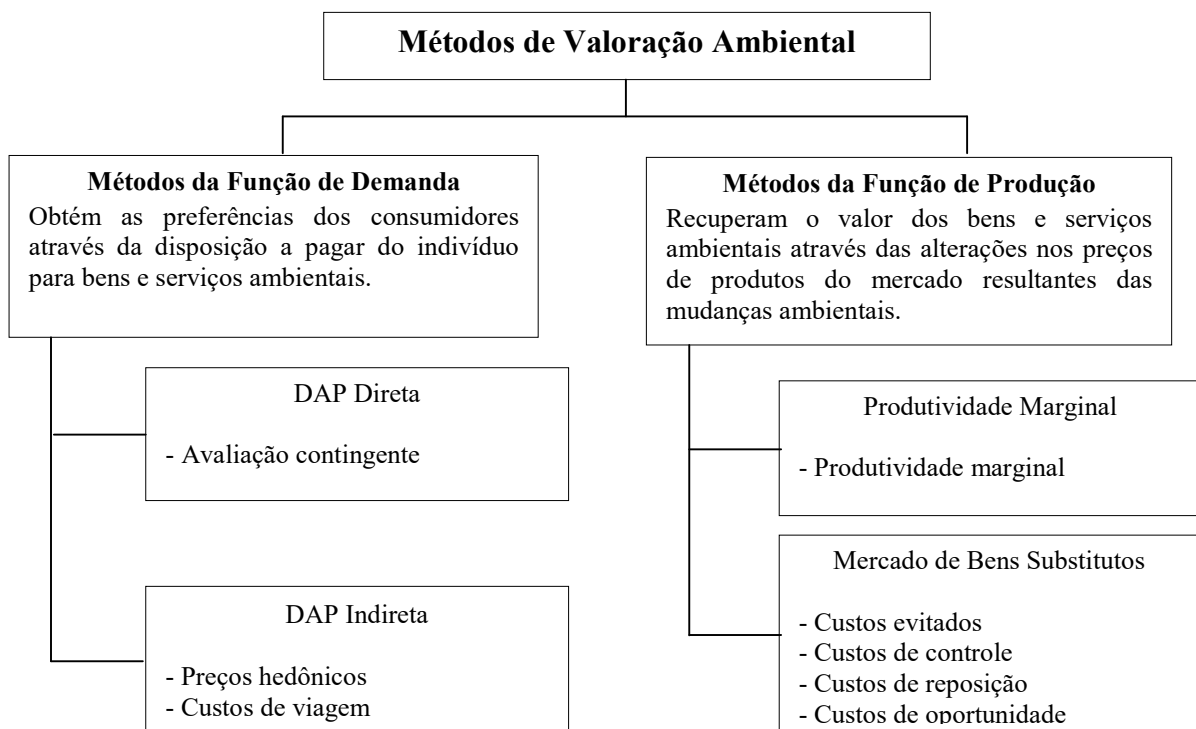 Métodos de Valoração Ambiental
Métodos da Função de Demanda
Obtém as preferências dos consumidores
através da disposição a pagar do indivíduo
para bens e serviços ambientais.
Métodos da Função de Produção
Recuperam o valor dos bens e serviços
ambientais através das alterações nos preços
de produtos do mercado resultantes das
mudanças ambientais.
DAP Direta
- Avaliação contingente
DAP Indireta
- Preços hedônicos
- Custos de viagem
Produtividade Marginal
- Produtividade marginal
Mercado de Bens Substitutos
- Custos evitados
- Custos de controle
- Custos de reposição
- Custos de oportunidade